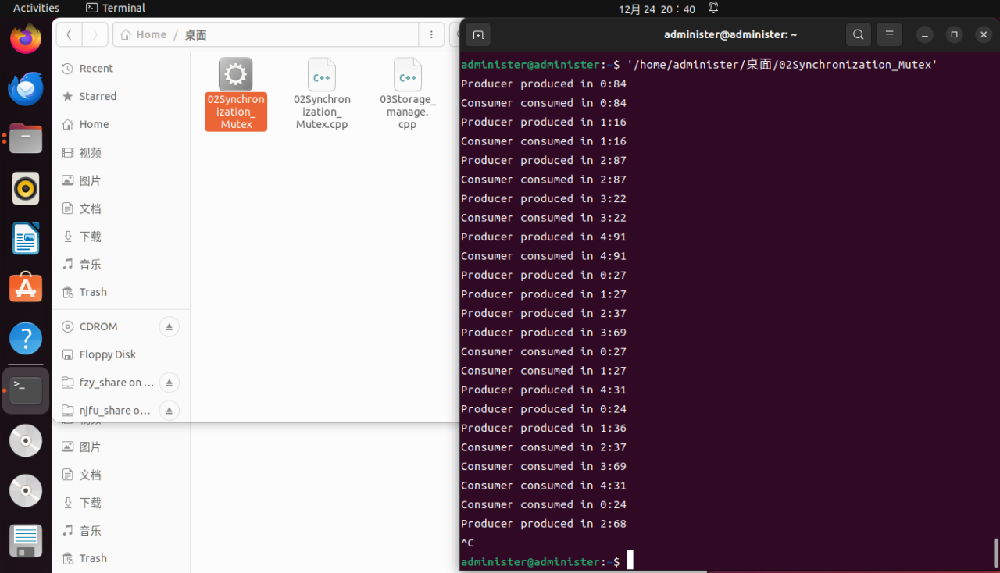 Activities
Terminal
12月 24 20：40
Home / 桌面
administer@administer: ~
Recent
Starred
Home
视频
图片
文档
下载
音乐
Trash
CDROM
Floppy Disk
fzy_share on …
njfu_share o…
图片
文档
下载
音乐
Trash
02Synchron
ization_
Mutex
C++
02Synchron
ization_
Mutex.cpp
C++
03Storage_
manage.
cpp
administer@administer:~$ '/home/administer/桌面/02Synchronization_Mutex'
Producer produced in 0:84
Consumer consumed in 0:84
Producer produced in 1:16
Consumer consumed in 1:16
Producer produced in 2:87
Consumer consumed in 2:87
Producer produced in 3:22
Consumer consumed in 3:22
Producer produced in 4:91
Consumer consumed in 4:91
Producer produced in 0:27
Producer produced in 1:27
Producer produced in 2:37
Producer produced in 3:69
Consumer consumed in 0:27
Consumer consumed in 1:27
Producer produced in 4:31
Producer produced in 0:24
Producer produced in 1:36
Consumer consumed in 2:37
Consumer consumed in 3:69
Consumer consumed in 4:31
Consumer consumed in 0:24
Producer produced in 2:68
^C
administer@administer:~$